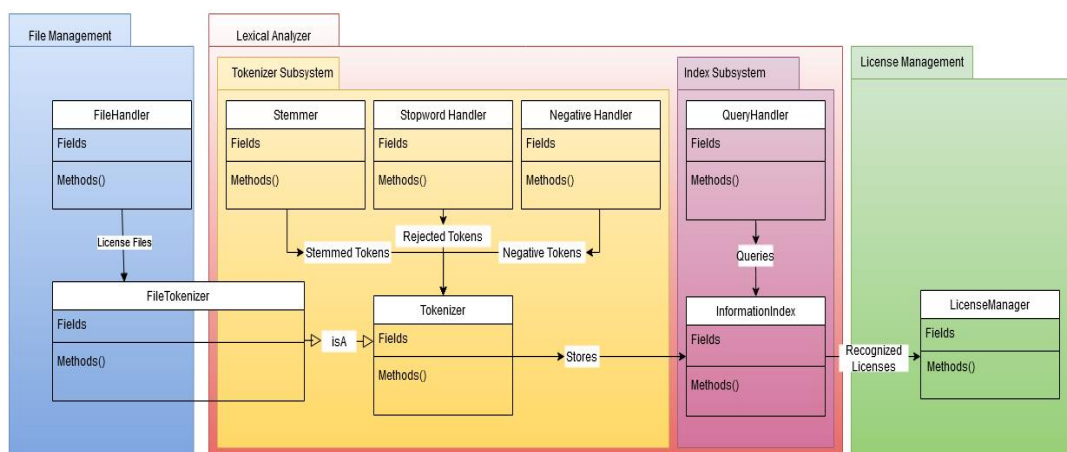 File Management
Lexical Analyzer
License Management
Tokenizer Subsystem
Index Subsystem
FileHandler
Fields
Methods()
Stemmer
Fields
Methods()
Stopword Handler
Fields
Methods()
Negative Handler
Fields
Methods()
QueryHandler
Fields
Methods()
License Files
Stemmed Tokens
Rejected Tokens
Negative Tokens
Queries
FileTokenizer
Fields
Methods()
isA
Tokenizer
Fields
Methods()
Stores
InformationIndex
Fields
Methods()
Recognized
Licenses
LicenseManager
Fields
Methods()